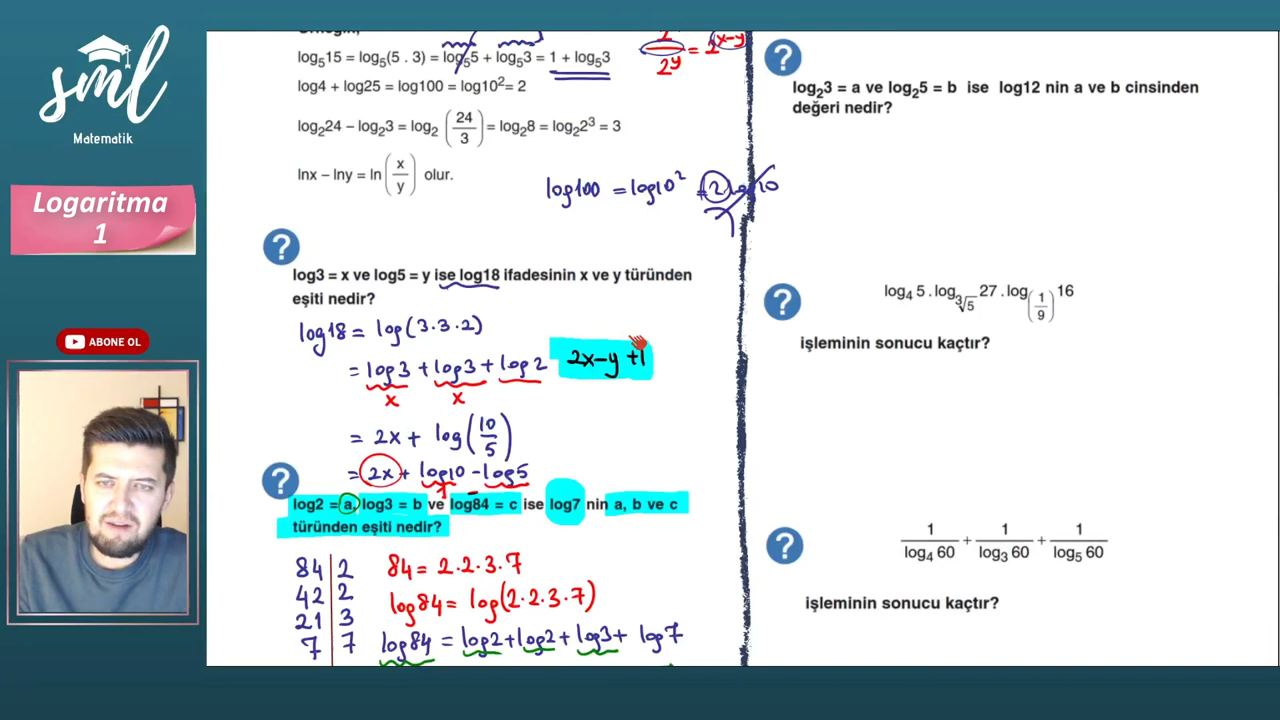 sml
Matematik
Logaritma
1
ABONE OL
log₅15 = log₅(5 . 3) = log₅5 + log₅3 = 1 + log₅3
log4 + log25 = log100 = log10² = 2
log₂24 – log₂3 = log₂ (24/3) = log₂8 = log₂2³ = 3
lnx – lny = ln (x/y) olur.
log100 = log10² = 2log10
1
2y = 2^(x-y)
log3 = x ve log5 = y ise log18 ifadesinin x ve y türünden
eşiti nedir?
log18 = log(3·3·2)
= log3 + log3 + log2
x x
2x-y+1
= 2x + log(10/5)
= 2x + log10 - log5
1
log2 = a, log3 = b ve log84 = c ise log7 nin a, b ve c
türünden eşiti nedir?
84 2
42 2
21 3
7 7
84 = 2·2·3·7
log84 = log(2·2·3·7)
log84 = log2 + log2 + log3 + log7
log₂3 = a ve log₂5 = b ise log12 nin a ve b cinsinden
değeri nedir?
log₄ 5 . log_∛5 27 . log_(1/9) 16
işleminin sonucu kaçtır?
1/log₄ 60 + 1/log₃ 60 + 1/log₅ 60
işleminin sonucu kaçtır?